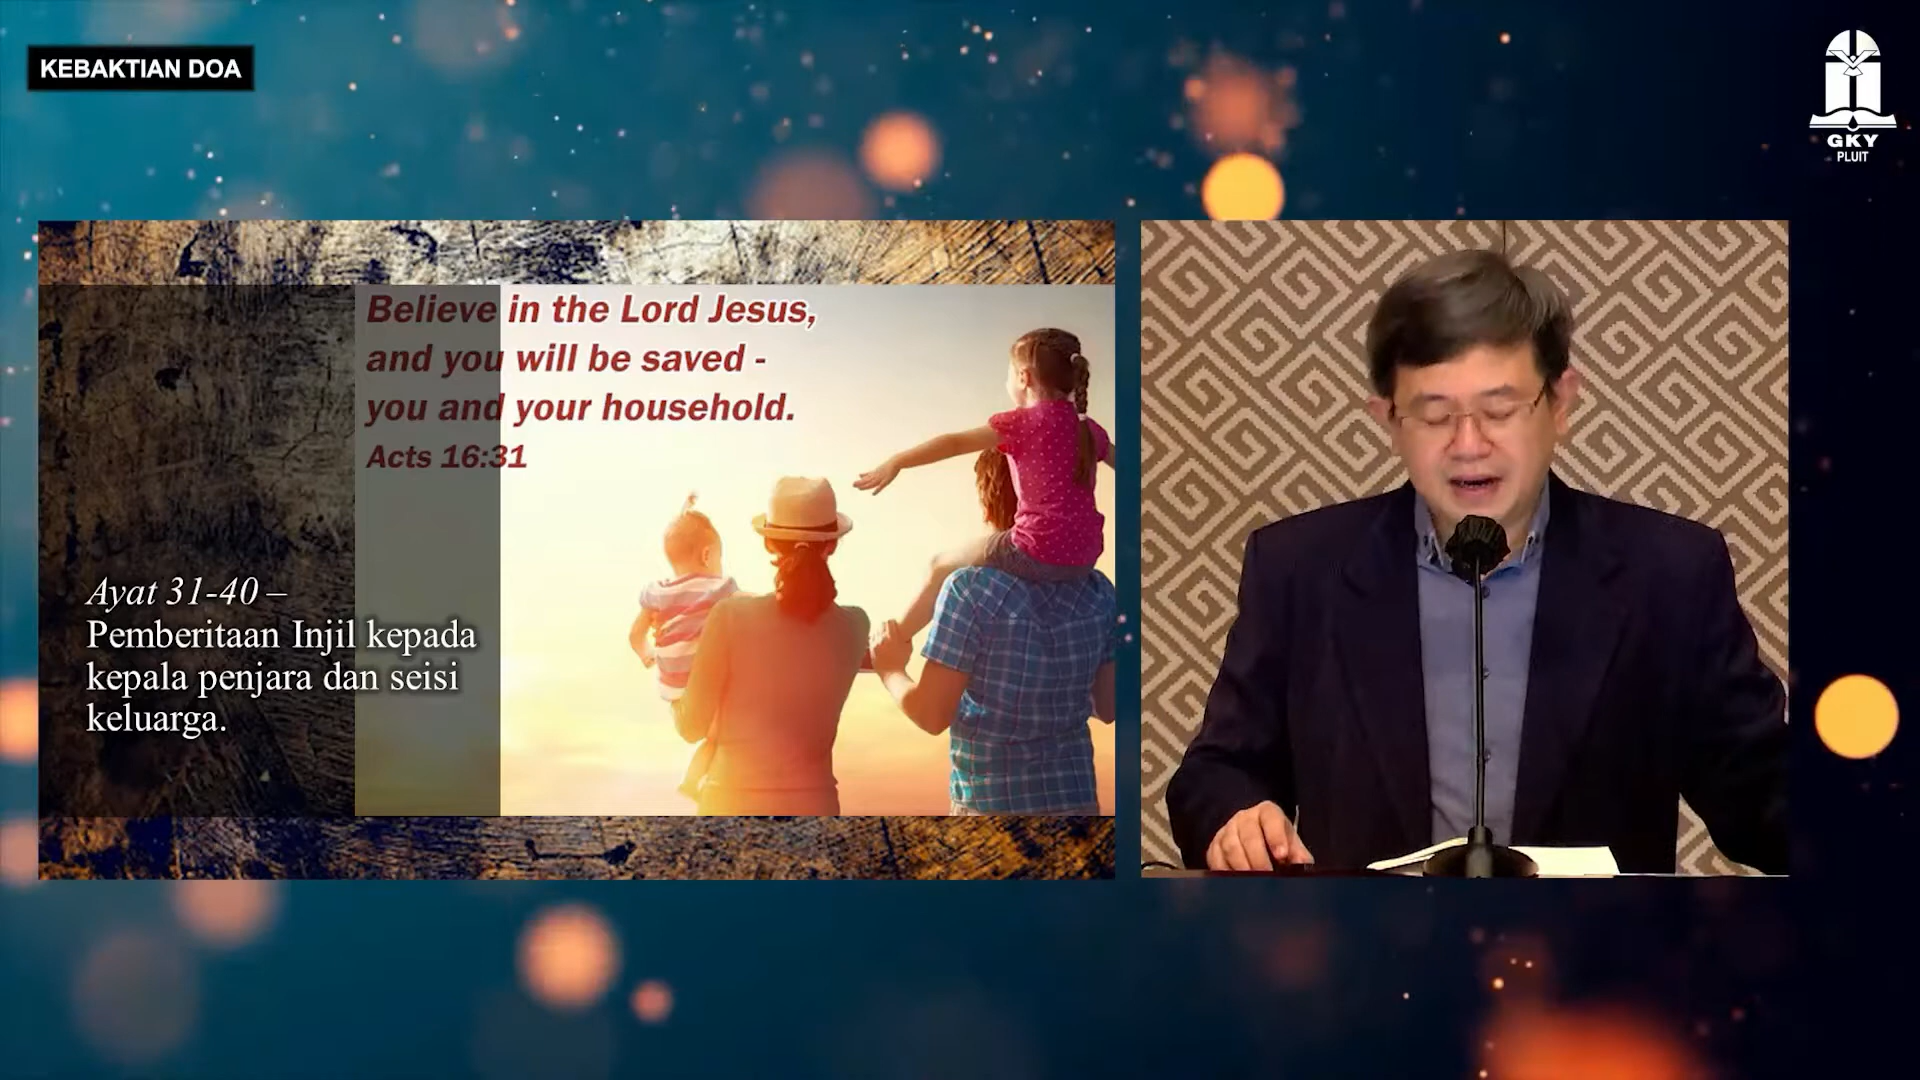 KEBAKTIAN DOA
GKY
PLUIT
Believe in the Lord Jesus,
and you will be saved -
you and your household.
Acts 16:31
Ayat 31-40 –
Pemberitaan Injil kepada
kepala penjara dan seisi
keluarga.